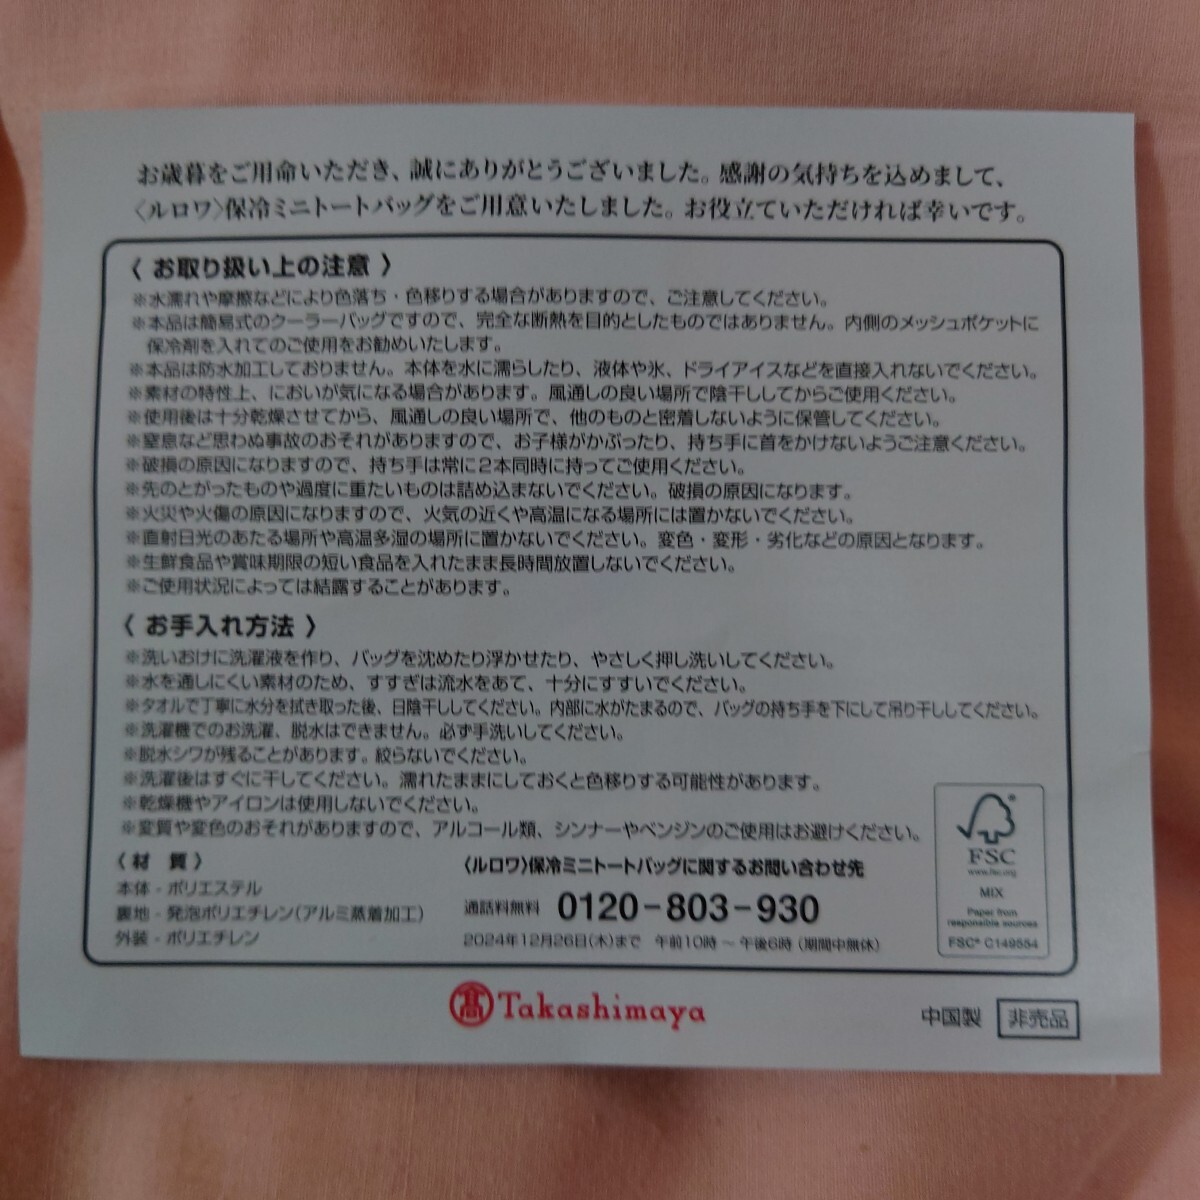 お歳暮をご用命いただき、誠にありがとうございました。感謝の気持ちを込めまして、
〈ルロワ〉保冷ミニトートバッグをご用意いたしました。お役立ていただければ幸いです。
〈 お取り扱い上の注意 〉
※水濡れや摩擦などにより色落ち・色移りする場合がありますので、ご注意してください。
※本品は簡易式のクーラーバッグですので、完全な断熱を目的としたものではありません。内側のメッシュポケットに
保冷剤を入れてのご使用をお勧めいたします。
※本品は防水加工しておりません。本体を水に濡らしたり、液体や氷、ドライアイスなどを直接入れないでください。
※素材の特性上、においが気になる場合があります。風通しの良い場所で陰干ししてからご使用ください。
※使用後は十分乾燥させてから、風通しの良い場所で、他のものと密着しないように保管してください。
※窒息など思わぬ事故のおそれがありますので、お子様がかぶったり、持ち手に首をかけないようご注意ください。
※破損の原因になりますので、持ち手は常に2本同時に持ってご使用ください。
※先のとがったものや過度に重たいものは詰め込まないでください。破損の原因になります。
※火災や火傷の原因になりますので、火気の近くや高温になる場所には置かないでください。
※直射日光のあたる場所や高温多湿の場所に置かないでください。変色・変形・劣化などの原因となります。
※生鮮食品や賞味期限の短い食品を入れたまま長時間放置しないでください。
※ご使用状況によっては結露することがあります。
〈 お手入れ方法 〉
※洗いおけに洗濯液を作り、バッグを沈めたり浮かせたり、やさしく押し洗いしてください。
※水を通しにくい素材のため、すすぎは流水をあて、十分にすすいでください。
※タオルで丁寧に水分を拭き取った後、日陰干ししてください。内部に水がたまるので、バッグの持ち手を下にして吊り干ししてください。
※洗濯機でのお洗濯、脱水はできません。必ず手洗いしてください。
※脱水シワが残ることがあります。絞らないでください。
※洗濯後はすぐに干してください。濡れたままにしておくと色移りする可能性があります。
※乾燥機やアイロンは使用しないでください。
※変質や変色のおそれがありますので、アルコール類、シンナーやベンジンのご使用はお避けください。
〈材 質〉
本体 - ポリエステル
裏地 - 発泡ポリエチレン(アルミ蒸着加工)
外装 - ポリエチレン
〈ルロワ〉保冷ミニトートバッグに関するお問い合わせ先
通話料無料 0120-803-930
2024年12月26日(木)まで 午前10時～午後6時(期間中無休)
FSC®
www.fsc.org
MIX
Paper from
responsible sources
FSC® C149554
髙 Takashimaya
中国製 非売品